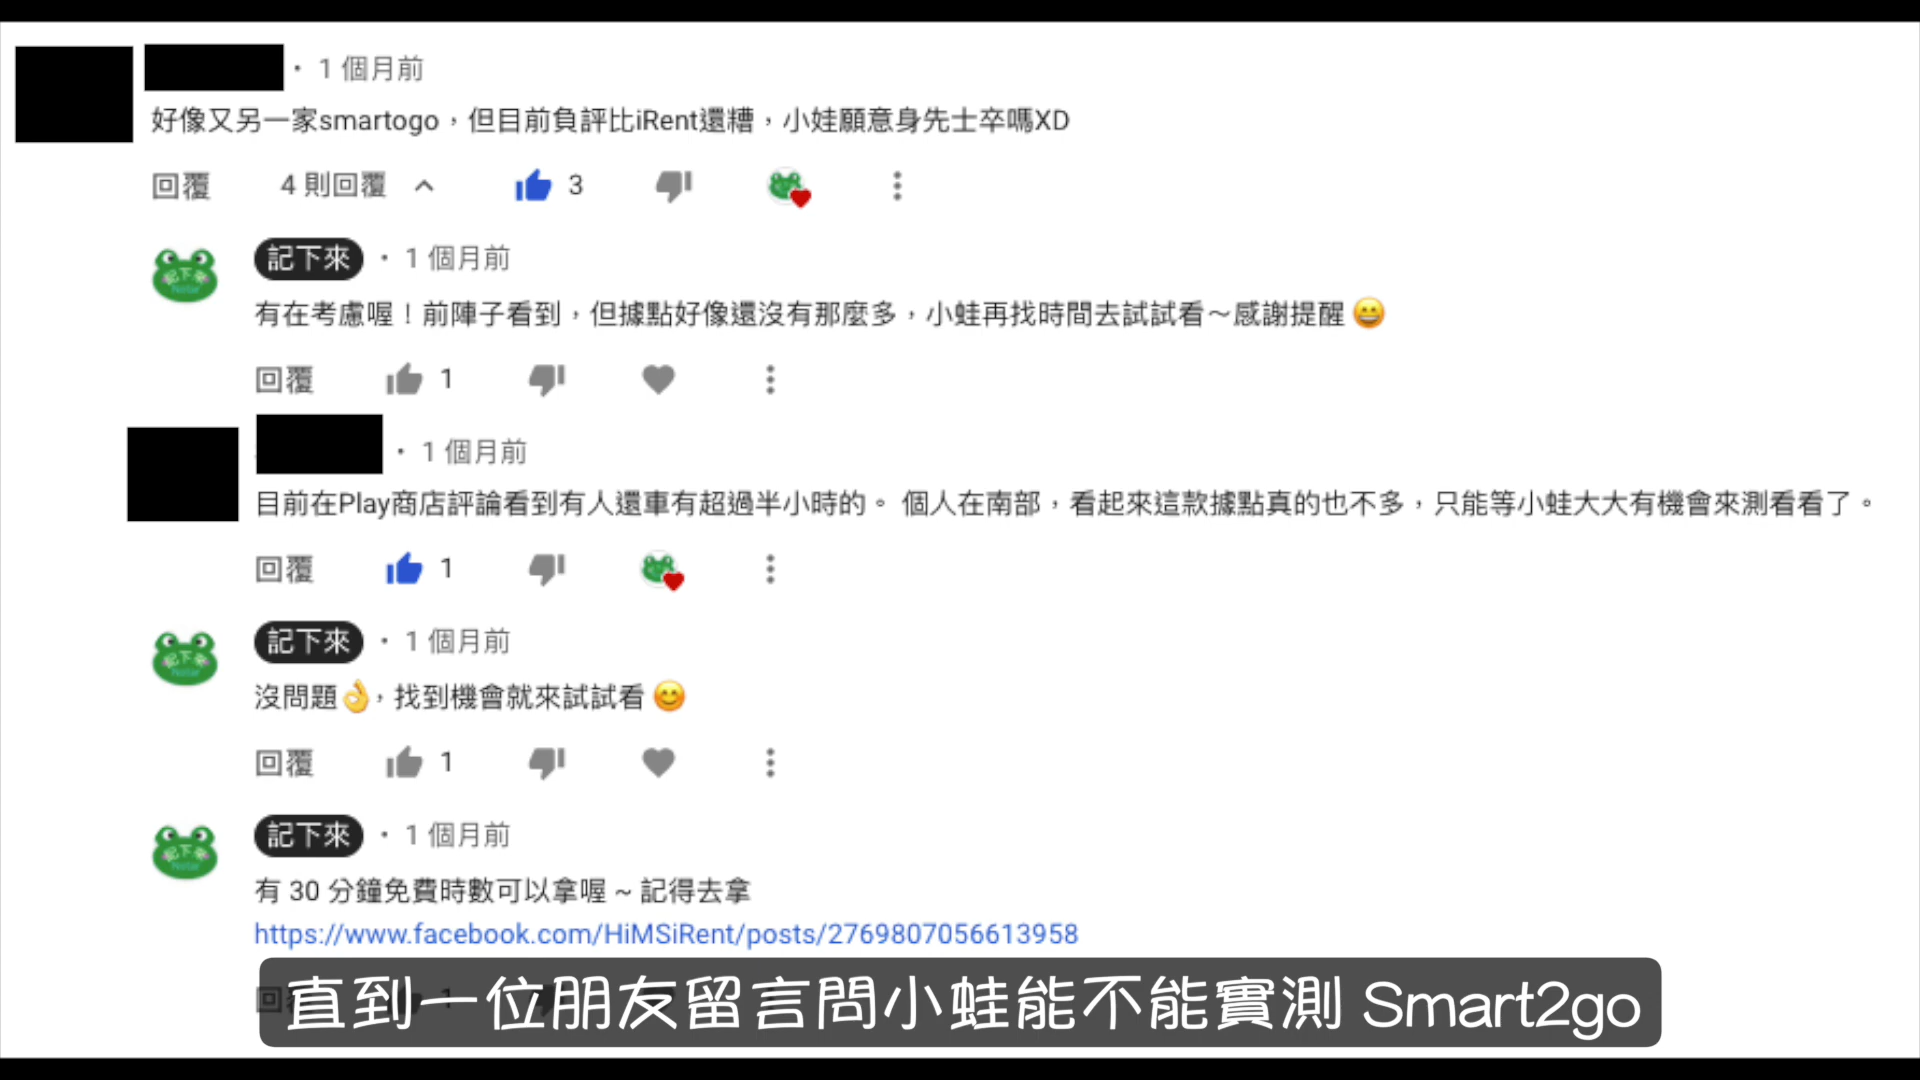 · 1 個月前
好像又另一家smartogo，但目前負評比iRent還糟，小娃願意身先士卒嗎XD
回覆 4 則回覆 3
記下來 · 1 個月前
有在考慮喔！前陣子看到，但據點好像還沒有那麼多，小蛙再找時間去試試看～感謝提醒 😀
回覆 1
· 1 個月前
目前在Play商店評論看到有人還車有超過半小時的。 個人在南部，看起來這款據點真的也不多，只能等小蛙大大有機會來測看看了。
回覆 1
記下來 · 1 個月前
沒問題👌，找到機會就來試試看 😊
回覆 1
記下來 · 1 個月前
有 30 分鐘免費時數可以拿喔 ~ 記得去拿
https://www.facebook.com/HiMSiRent/posts/2769807056613958
直到一位朋友留言問小蛙能不能實測 Smart2go